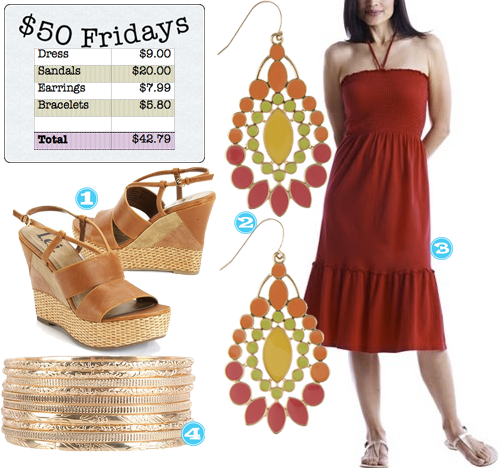 $50 Fridays
Dress $9.00
Sandals $20.00
Earrings $7.99
Bracelets $5.80
Total $42.79
1
2
3
4